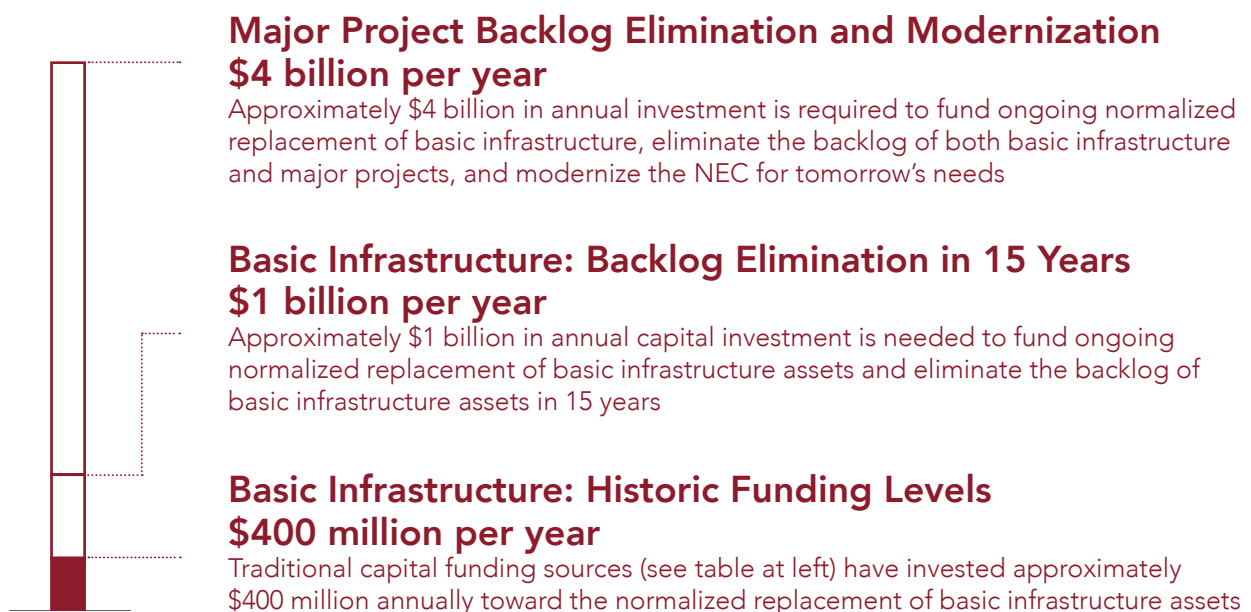 Major Project Backlog Elimination and Modernization
$4 billion per year
Approximately $4 billion in annual investment is required to fund ongoing normalized
replacement of basic infrastructure, eliminate the backlog of both basic infrastructure
and major projects, and modernize the NEC for tomorrow’s needs
Basic Infrastructure: Backlog Elimination in 15 Years
$1 billion per year
Approximately $1 billion in annual capital investment is needed to fund ongoing
normalized replacement of basic infrastructure assets and eliminate the backlog of
basic infrastructure assets in 15 years
Basic Infrastructure: Historic Funding Levels
$400 million per year
Traditional capital funding sources (see table at left) have invested approximately
$400 million annually toward the normalized replacement of basic infrastructure assets